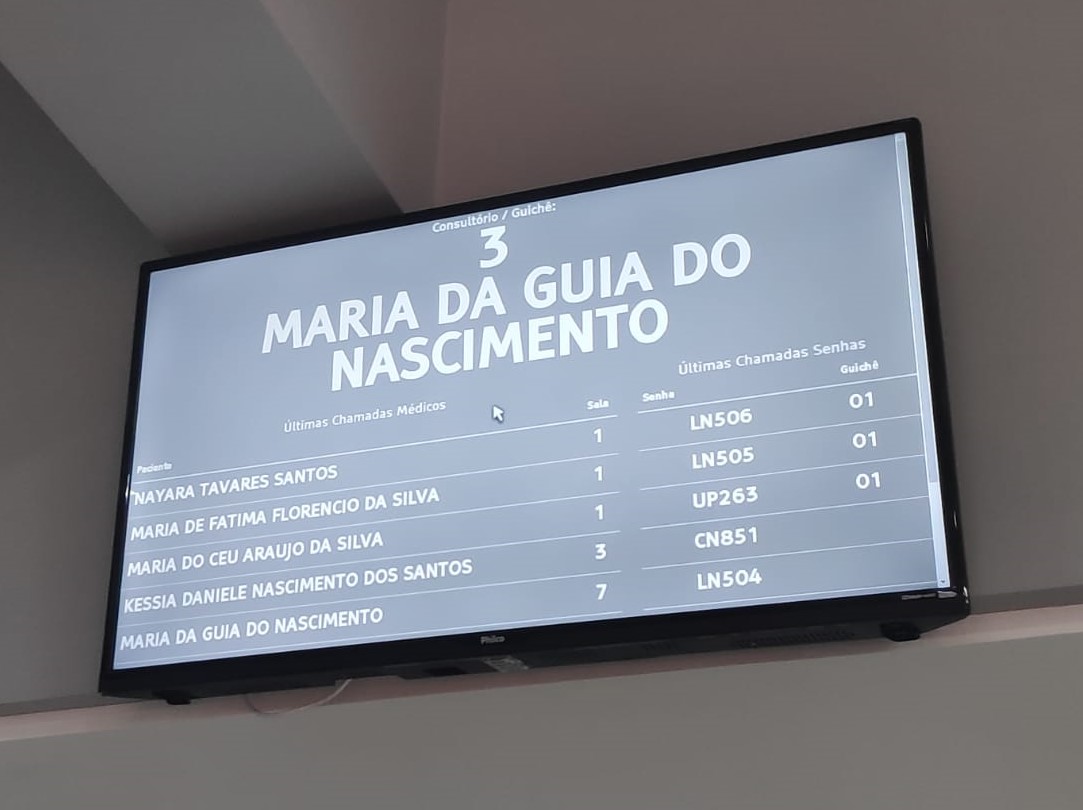 Consultório / Guichê:
3
MARIA DA GUIA DO
NASCIMENTO
Últimas Chamadas Médicos
Paciente Sala
NAYARA TAVARES SANTOS 1
MARIA DE FATIMA FLORENCIO DA SILVA 1
MARIA DO CEU ARAUJO DA SILVA 1
KESSIA DANIELE NASCIMENTO DOS SANTOS 3
MARIA DA GUIA DO NASCIMENTO 7
Últimas Chamadas Senhas
Senha Guichê
LN506 01
LN505 01
UP263 01
CN851
LN504
Philco